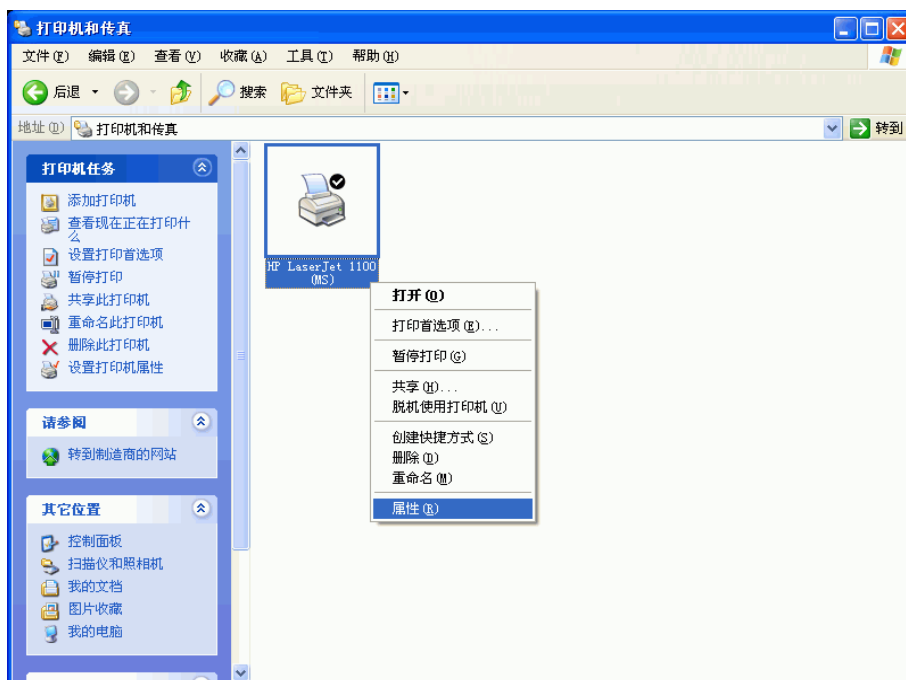 打印机和传真
文件(F) 编辑(E) 查看(V) 收藏(A) 工具(T) 帮助(H)
后退 搜索 文件夹
地址(D) 打印机和传真 转到
打印机任务
添加打印机
查看现在正在打印什
么
设置打印首选项
暂停打印
共享此打印机
重命名此打印机
删除此打印机
设置打印机属性
请参阅
转到制造商的网站
其它位置
控制面板
扫描仪和照相机
我的文档
图片收藏
我的电脑
HP LaserJet 1100
(MS)
打开(O)
打印首选项(E)...
暂停打印(G)
共享(H)...
脱机使用打印机(U)
创建快捷方式(S)
删除(D)
重命名(M)
属性(R)